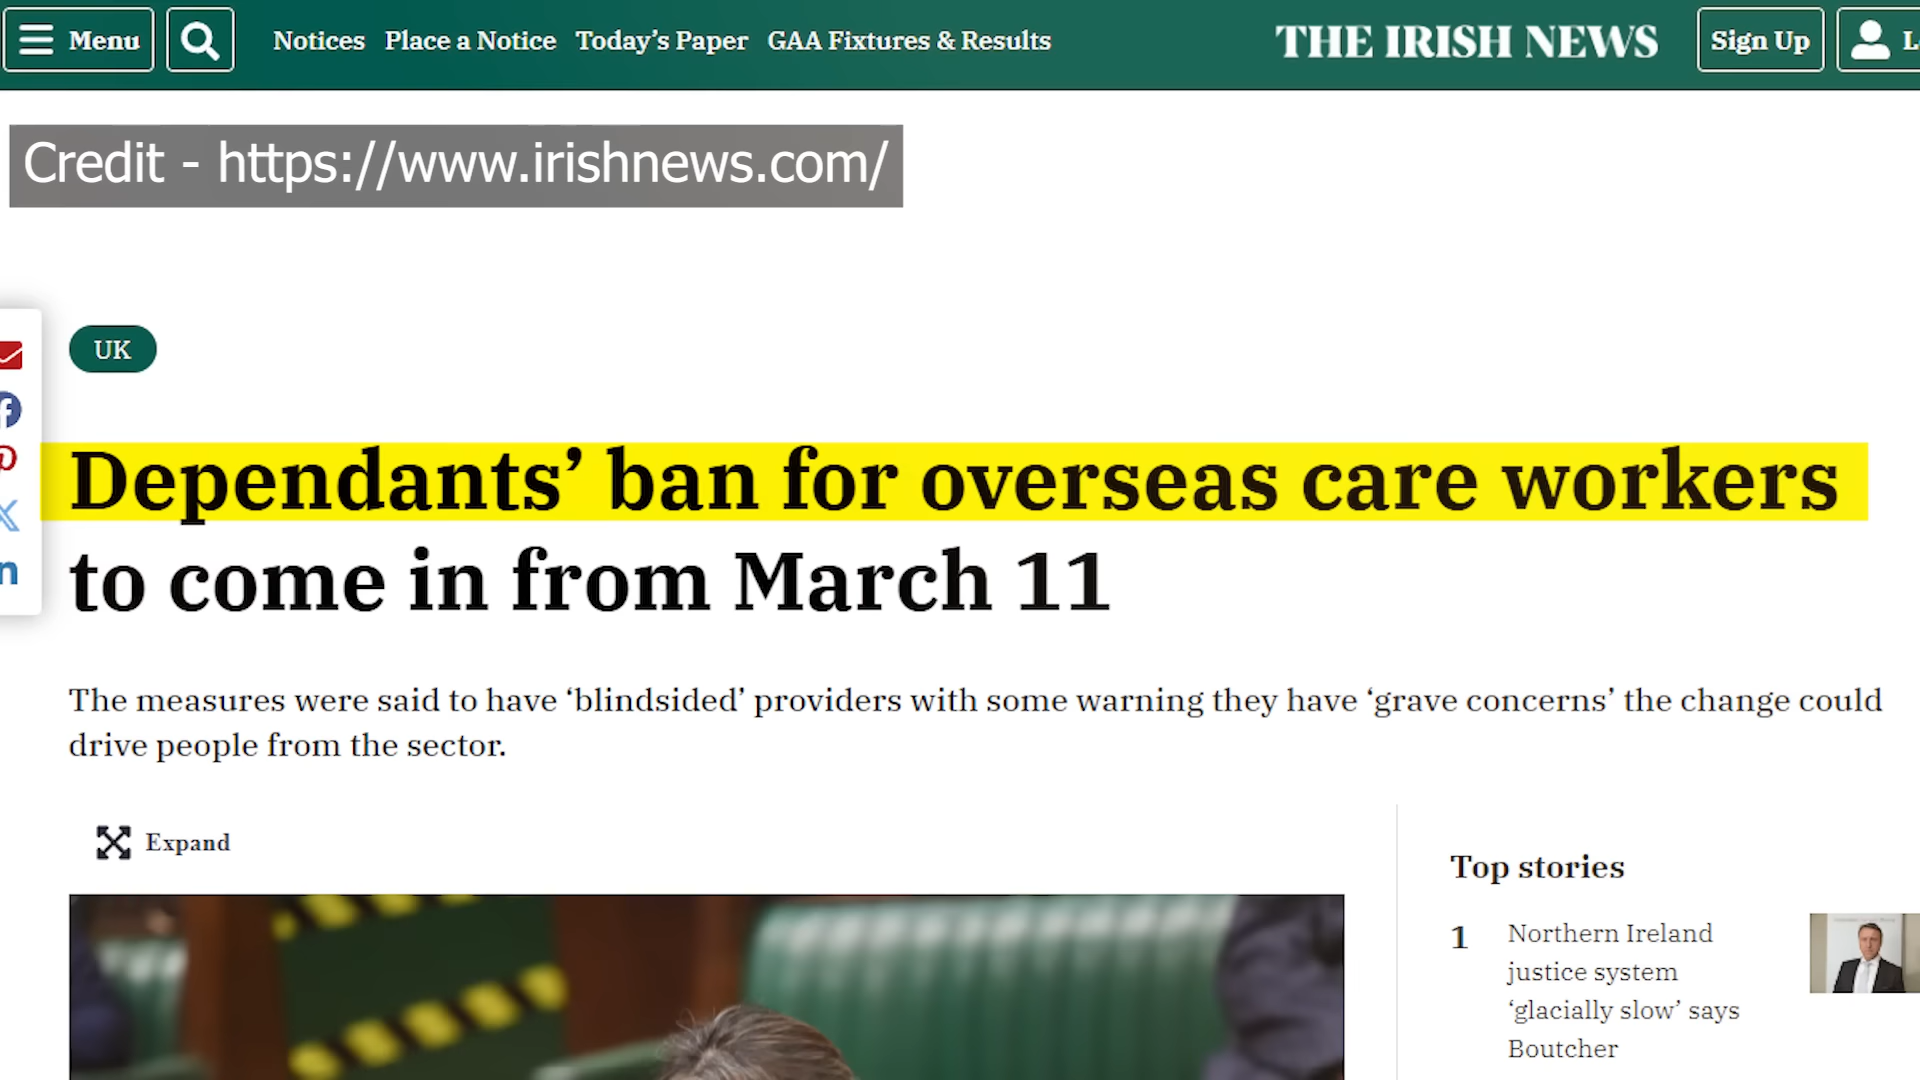 Menu
Notices
Place a Notice
Today’s Paper
GAA Fixtures & Results
THE IRISH NEWS
Sign Up
Credit - https://www.irishnews.com/
UK
Dependants’ ban for overseas care workers
to come in from March 11
The measures were said to have ‘blindsided’ providers with some warning they have ‘grave concerns’ the change could
drive people from the sector.
Expand
Top stories
1
Northern Ireland
justice system
‘glacially slow’ says
Boutcher